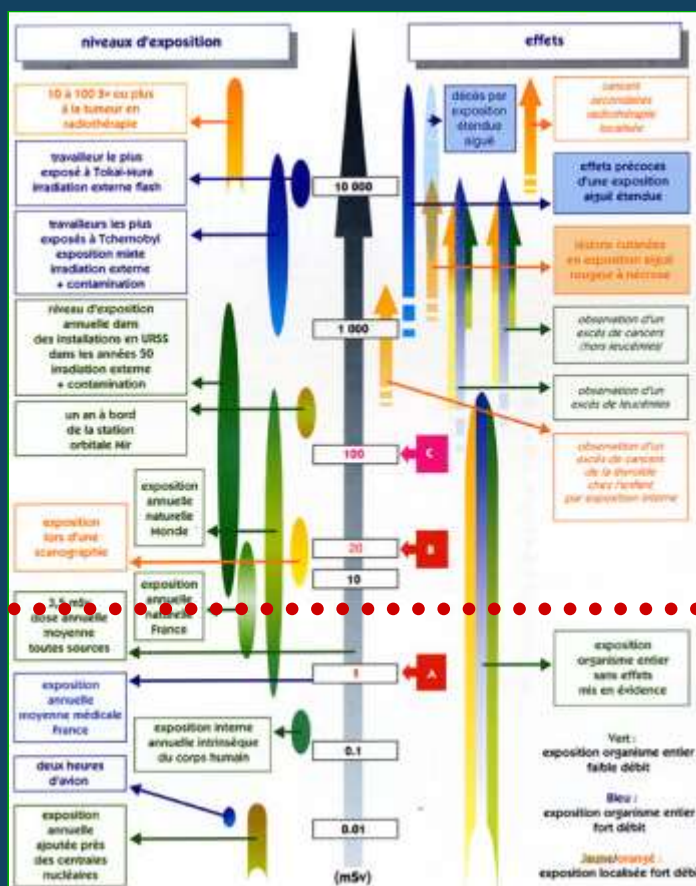 niveaux d'exposition
effets
10 à 100 Sv ou plus
à la tumeur en
radiothérapie
travailleur le plus
exposé à Tokai-Mura
irradiation externe flash
travailleurs les plus
exposés à Tchernobyl
exposition mixte
irradiation externe
+ contamination
niveau d'exposition
annuelle dans
des installations en URSS
dans les années 50
irradiation externe
+ contamination
un an à bord
de la station
orbitale Mir
exposition
annuelle
naturelle
Monde
exposition
lors d'une
scanographie
exposition
annuelle
naturelle
France
3,5 mSv
dose annuelle
moyenne
toutes sources
exposition
annuelle
moyenne médicale
France
exposition interne
annuelle intrinsèque
du corps humain
deux heures
d'avion
exposition
annuelle
ajoutée près
des centrales
nucléaires
10 000
1 000
100
20
10
1
0.1
0.01
(mSv)
C
B
A
décès par
exposition
étendue
aiguë
cancers
secondaires
radiothérapie
localisée
effets précoces
d'une exposition
aiguë étendue
lésions cutanées
en exposition aiguë
rougeur à nécrose
observation d'un
excès de cancers
(hors leucémies)
observation d'un
excès de leucémies
observation d'un
excès de cancers
de la thyroïde
chez l'enfant
par exposition interne
exposition
organisme entier
sans effets
mis en évidence
Vert :
exposition organisme entier
faible débit
Bleu :
exposition organisme entier
fort débit
Jaune/orangé :
exposition localisée fort débit